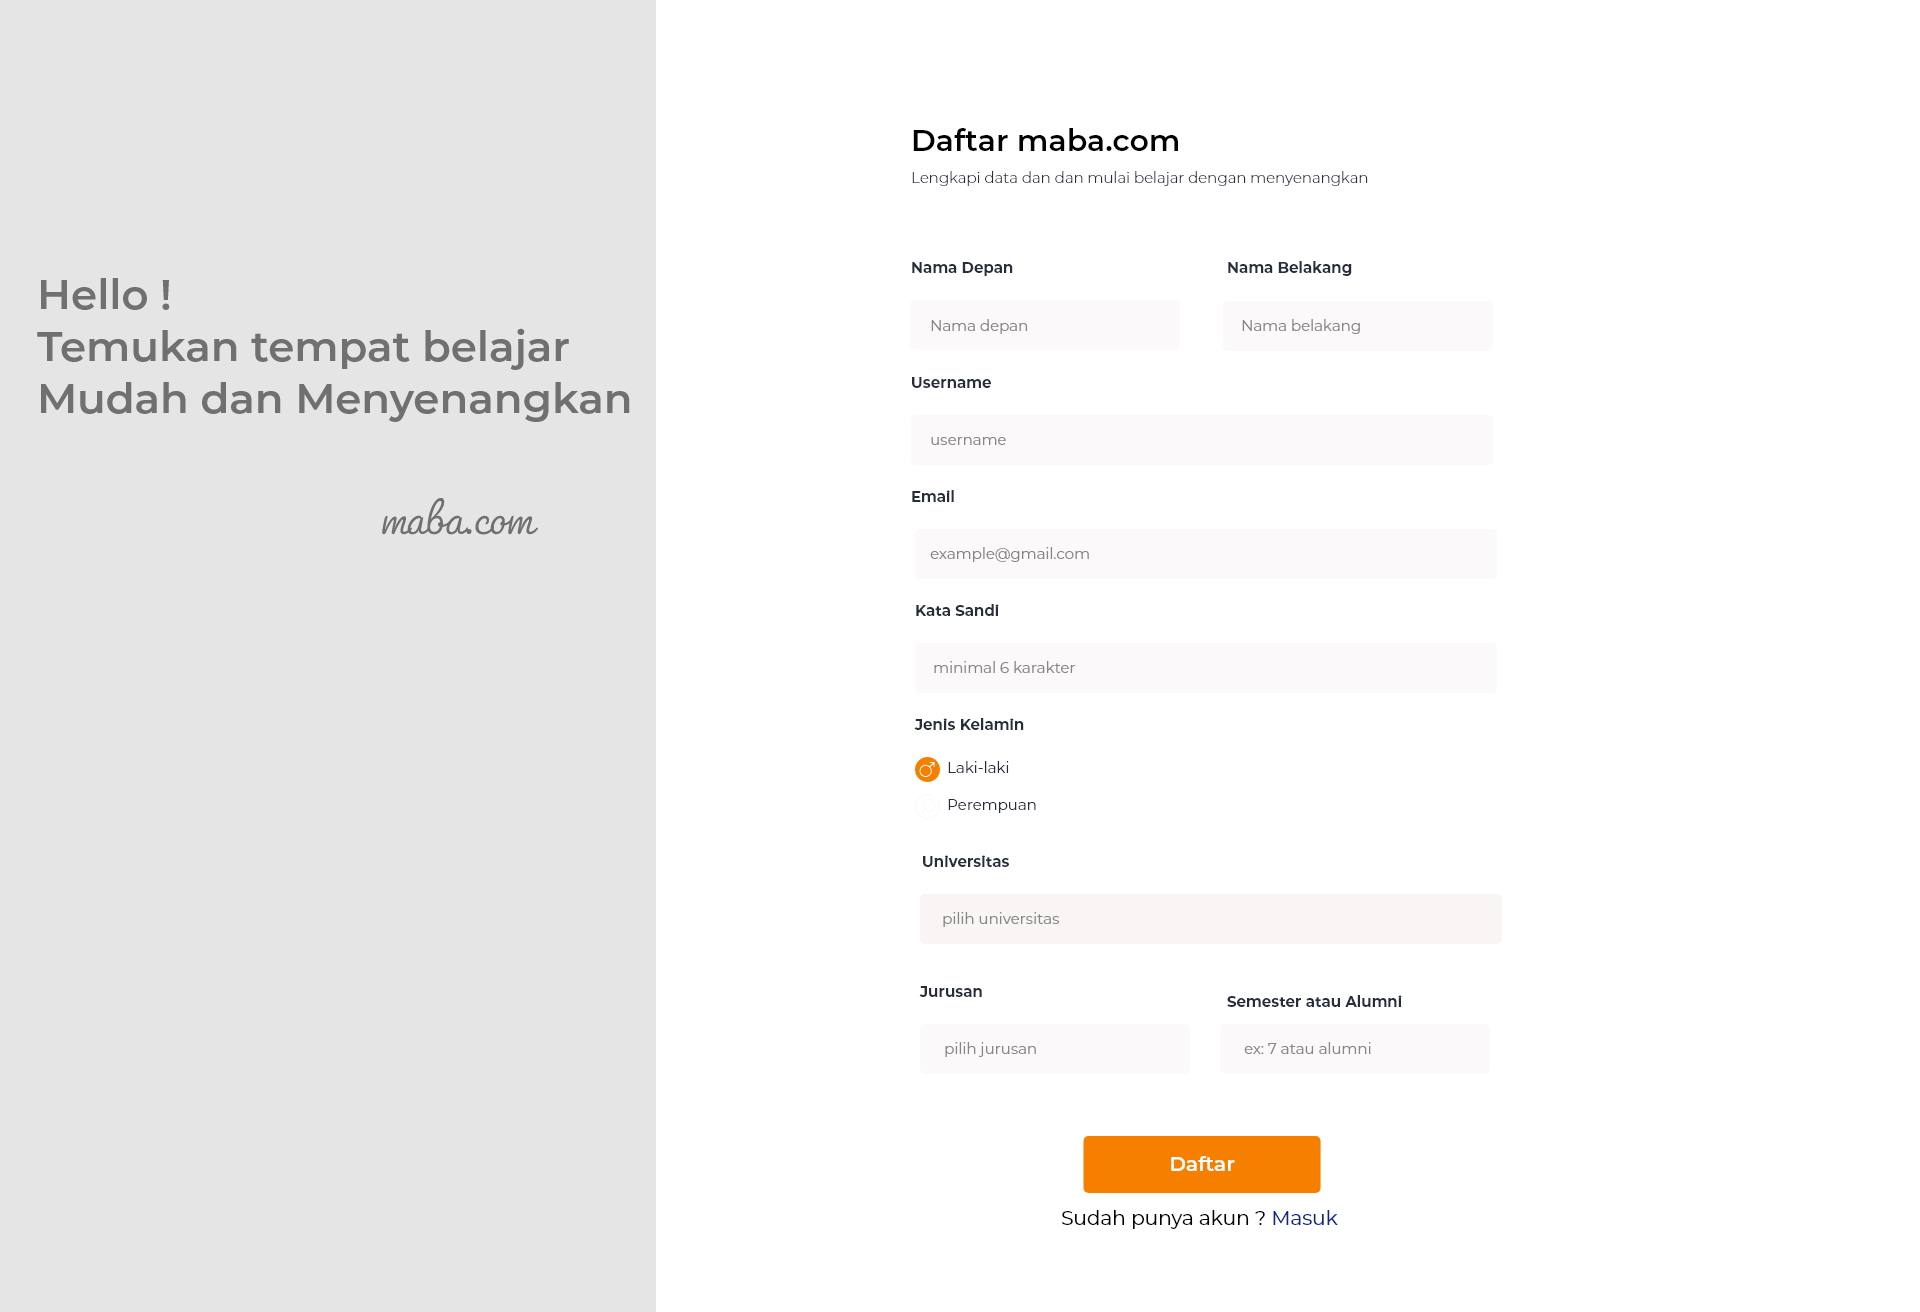 Hello !
Temukan tempat belajar
Mudah dan Menyenangkan
maba.com
Daftar maba.com
Lengkapi data dan dan mulai belajar dengan menyenangkan
Nama Depan
Nama Belakang
Nama depan
Nama belakang
Username
username
Email
example@gmail.com
Kata Sandi
minimal 6 karakter
Jenis Kelamin
Laki-laki
Perempuan
Universitas
pilih universitas
Jurusan
Semester atau Alumni
pilih jurusan
ex: 7 atau alumni
Daftar
Sudah punya akun ? Masuk